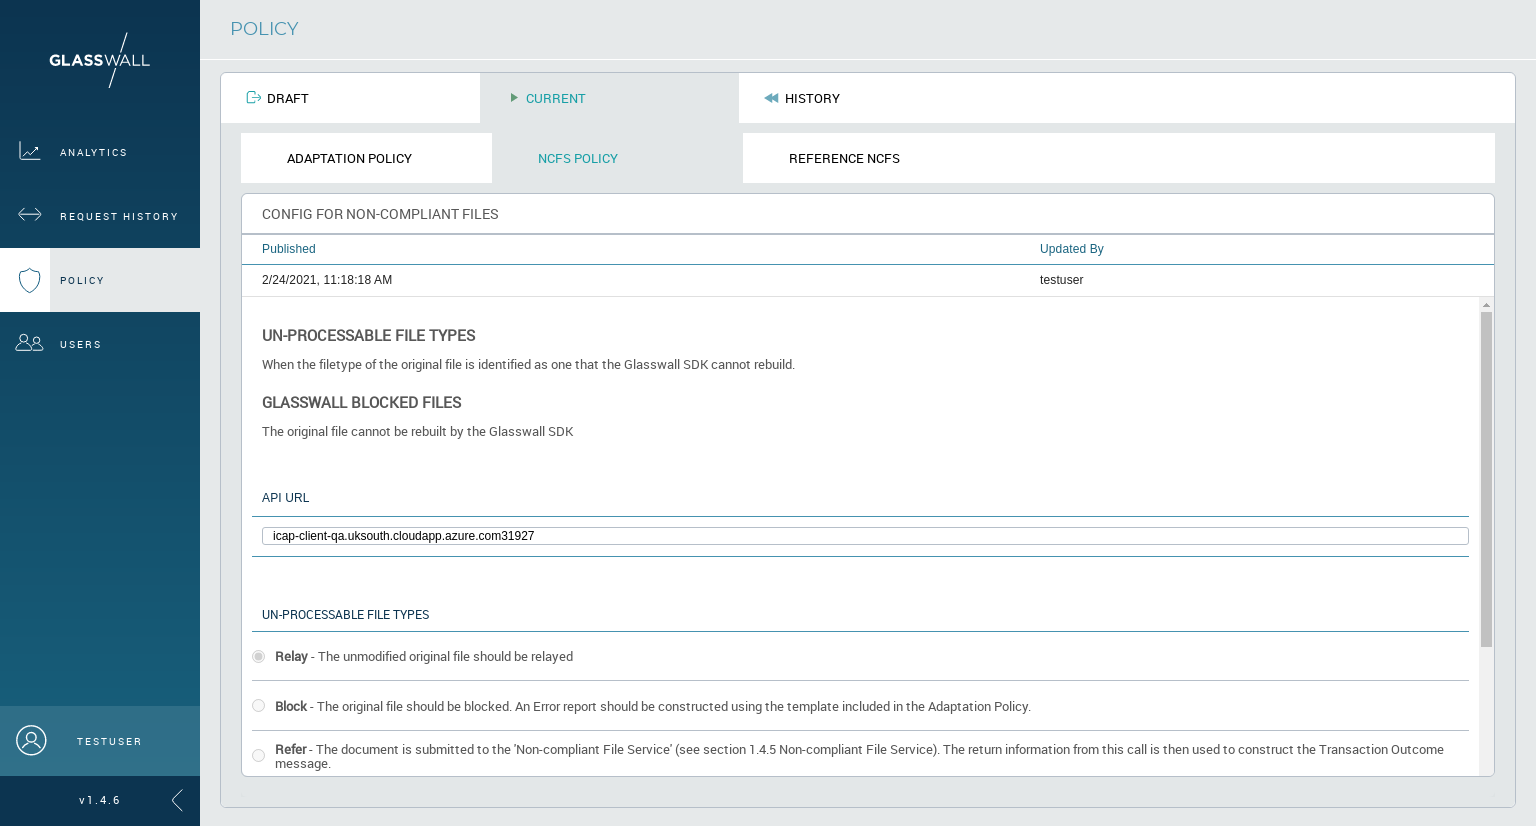 GLASSWALL
ANALYTICS
REQUEST HISTORY
POLICY
USERS
TESTUSER
v1.4.6
POLICY
DRAFT
CURRENT
HISTORY
ADAPTATION POLICY
NCFS POLICY
REFERENCE NCFS
CONFIG FOR NON-COMPLIANT FILES
Published
Updated By
2/24/2021, 11:18:18 AM
testuser
UN-PROCESSABLE FILE TYPES
When the filetype of the original file is identified as one that the Glasswall SDK cannot rebuild.
GLASSWALL BLOCKED FILES
The original file cannot be rebuilt by the Glasswall SDK
API URL
icap-client-qa.uksouth.cloudapp.azure.com31927
UN-PROCESSABLE FILE TYPES
Relay - The unmodified original file should be relayed
Block - The original file should be blocked. An Error report should be constructed using the template included in the Adaptation Policy.
Refer - The document is submitted to the 'Non-compliant File Service' (see section 1.4.5 Non-compliant File Service). The return information from this call is then used to construct the Transaction Outcome
message.